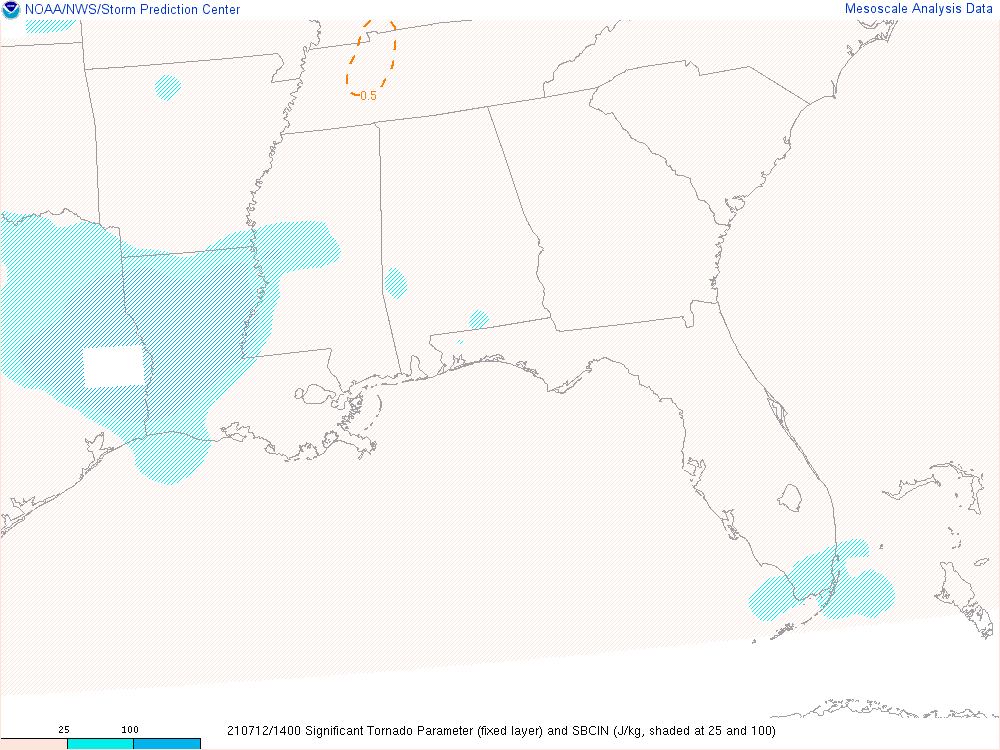 NOAA/NWS/Storm Prediction Center
Mesoscale Analysis Data
0.5
25 100
210712/1400 Significant Tornado Parameter (fixed layer) and SBCIN (J/kg, shaded at 25 and 100)